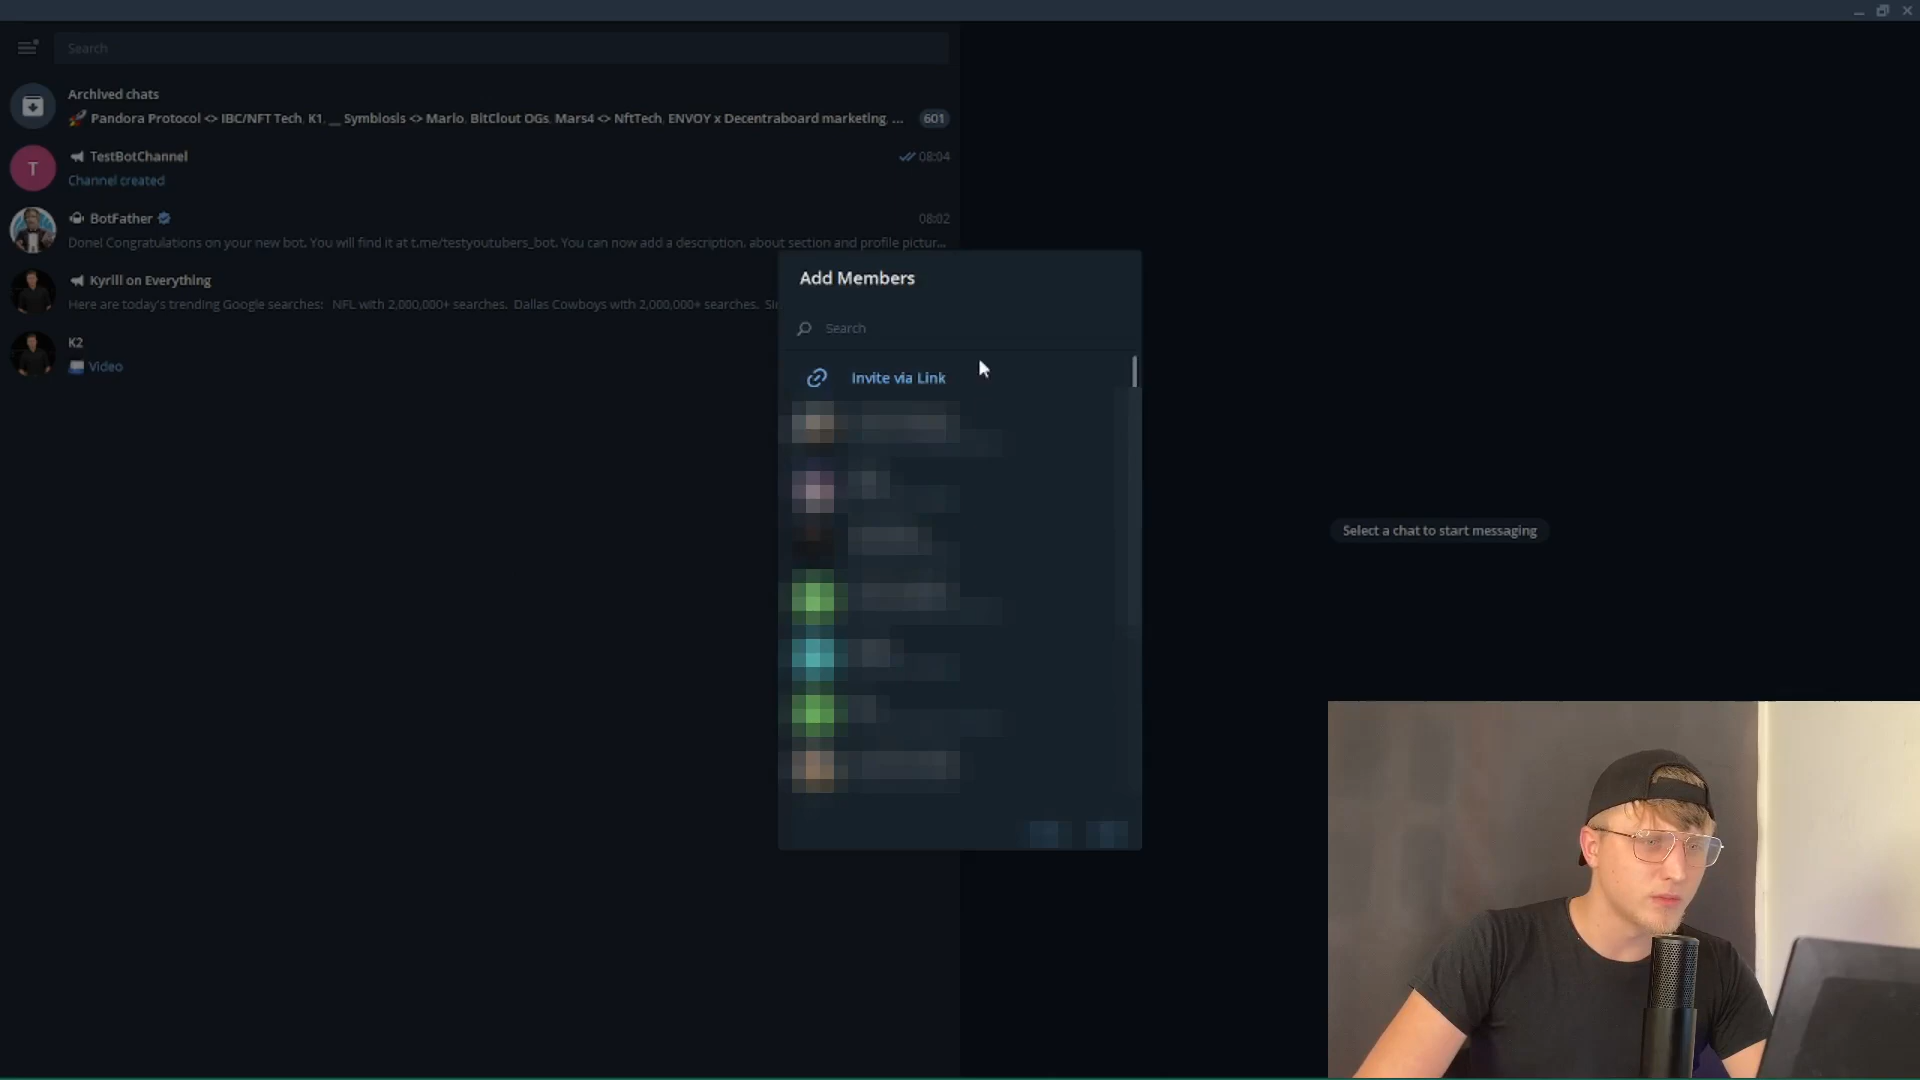 Search
Archived chats
🚀 Pandora Protocol <> IBC/NFT Tech, K1, __ Symbiosis <> Mario, BitClout OGs, Mars4 <> NftTech, ENVOY x Decentraboard marketing, ...
601
T
TestBotChannel
08:04
Channel created
BotFather
08:02
Done! Congratulations on your new bot. You will find it at t.me/testyoutubers_bot. You can now add a description, about section and profile pictur...
Kyrill on Everything
Here are today's trending Google searches: NFL with 2,000,000+ searches. Dallas Cowboys with 2,000,000+ searches.
K2
Video
Add Members
Search
Invite via Link
Select a chat to start messaging